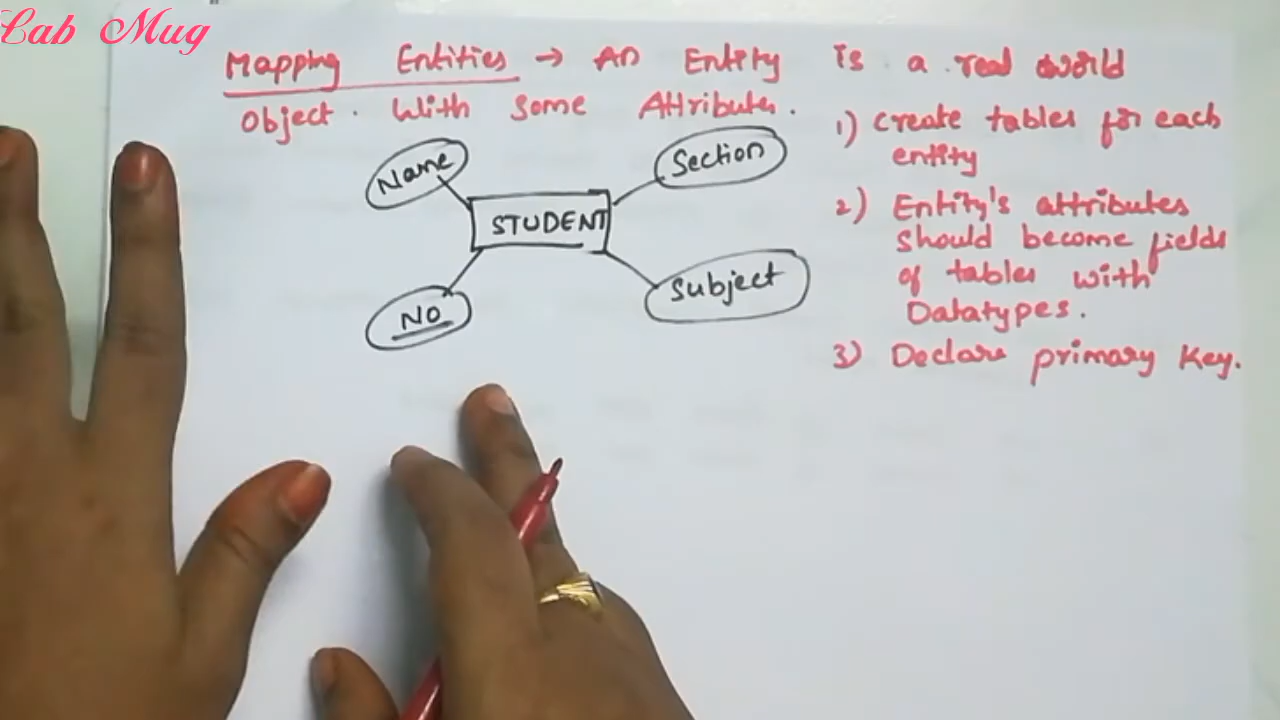 Lab Mug
Mapping Entities → An Entity is a real world
object. With some Attributes.
1) create tables for each
entity
2) Entity's attributes
should become fields
of tables with
Datatypes.
3) Declare primary key.
Name
Section
STUDENT
NO
Subject